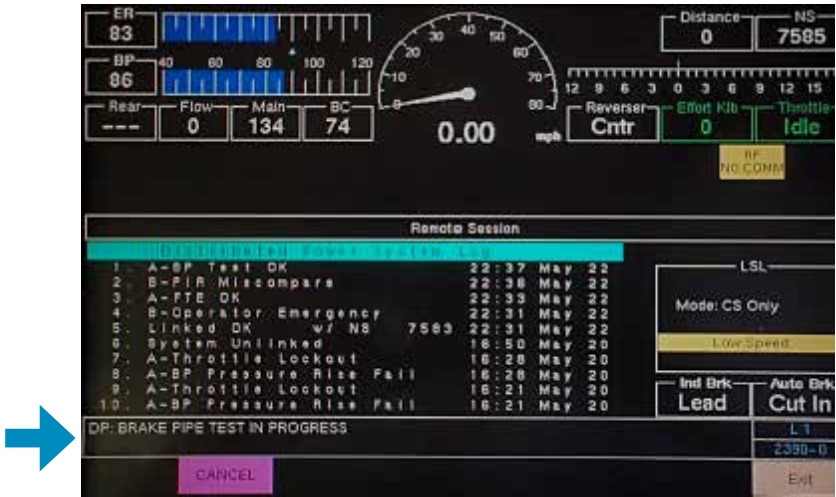 ER
83
BP
86
40 60 80 100 120
Rear
---
Flow
0
Main
134
BC
74
0 10 20 30 40 50 60 70 80
0.00 mph
Distance
0
NS
7585
12 9 6 3 0 3 6 9 12 15
Reverser
Cntr
Effort Klb
0
Throttle
Idle
RF
NO COMM
Remote Session
Distributed Power System Log
1. A-BP Test OK 22:37 May 22
2. B-PIR Miscompare 22:36 May 22
3. A-FTE OK 22:33 May 22
4. B-Operator Emergency 22:31 May 22
5. Linked OK w/ NS 7583 22:31 May 22
6. System Unlinked 16:50 May 20
7. A-Throttle Lockout 16:28 May 20
8. A-BP Pressure Rise Fail 16:28 May 20
9. A-Throttle Lockout 16:21 May 20
10. A-BP Pressure Rise Fail 16:21 May 20
LSL
Mode: CS Only
Low Speed
Ind Brk
Lead
Auto Brk
Cut In
DP: BRAKE PIPE TEST IN PROGRESS
L 1
2390-0
CANCEL
Exit